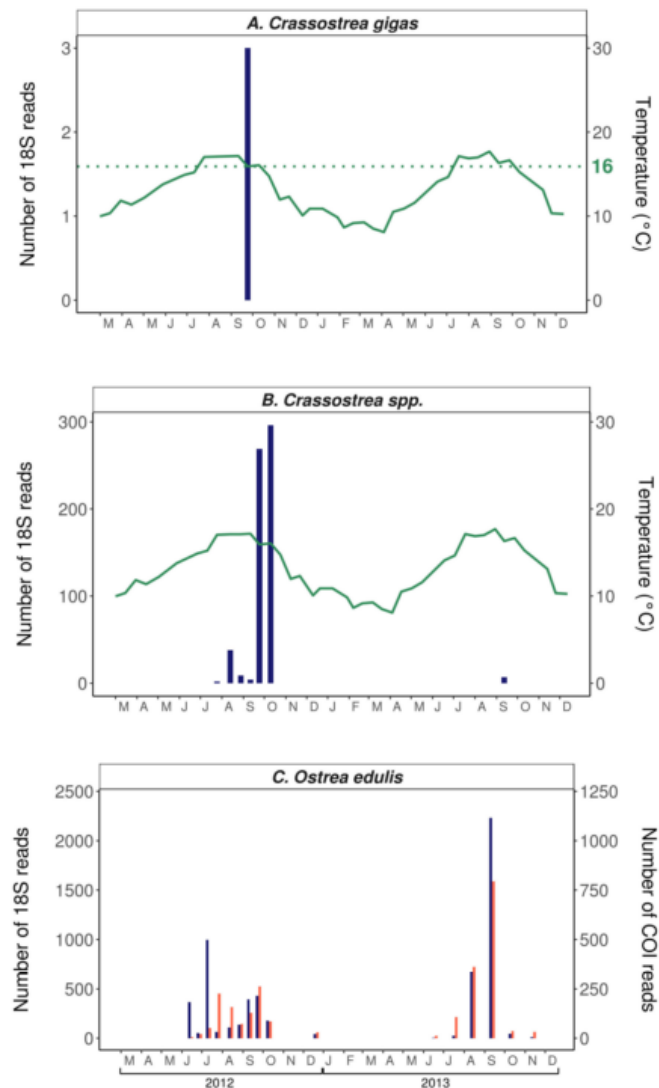 A. Crassostrea gigas
Number of 18S reads
3
2
1
0
30
20
16
10
0
Temperature (°C)
M A M J J A S O N D J F M A M J J A S O N D
B. Crassostrea spp.
Number of 18S reads
300
200
100
0
30
20
10
0
Temperature (°C)
M A M J J A S O N D J F M A M J J A S O N D
C. Ostrea edulis
Number of 18S reads
2500
2000
1500
1000
500
0
1250
1000
750
500
250
0
Number of COI reads
M A M J J A S O N D J F M A M J J A S O N D
2012 2013